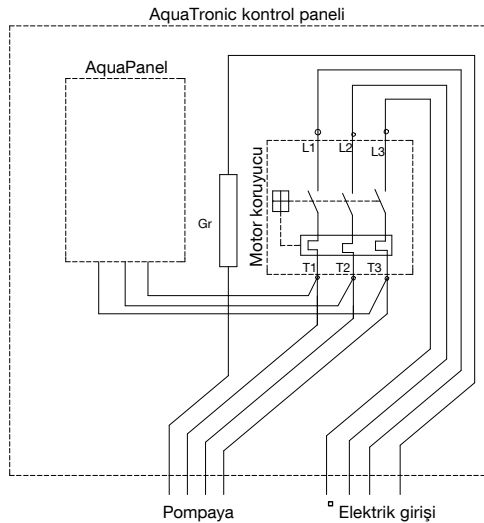 AquaTronic kontrol paneli
AquaPanel
L1 L2 L3
Motor koruyucu
Gr
T1 T2 T3
Pompaya
Elektrik girişi